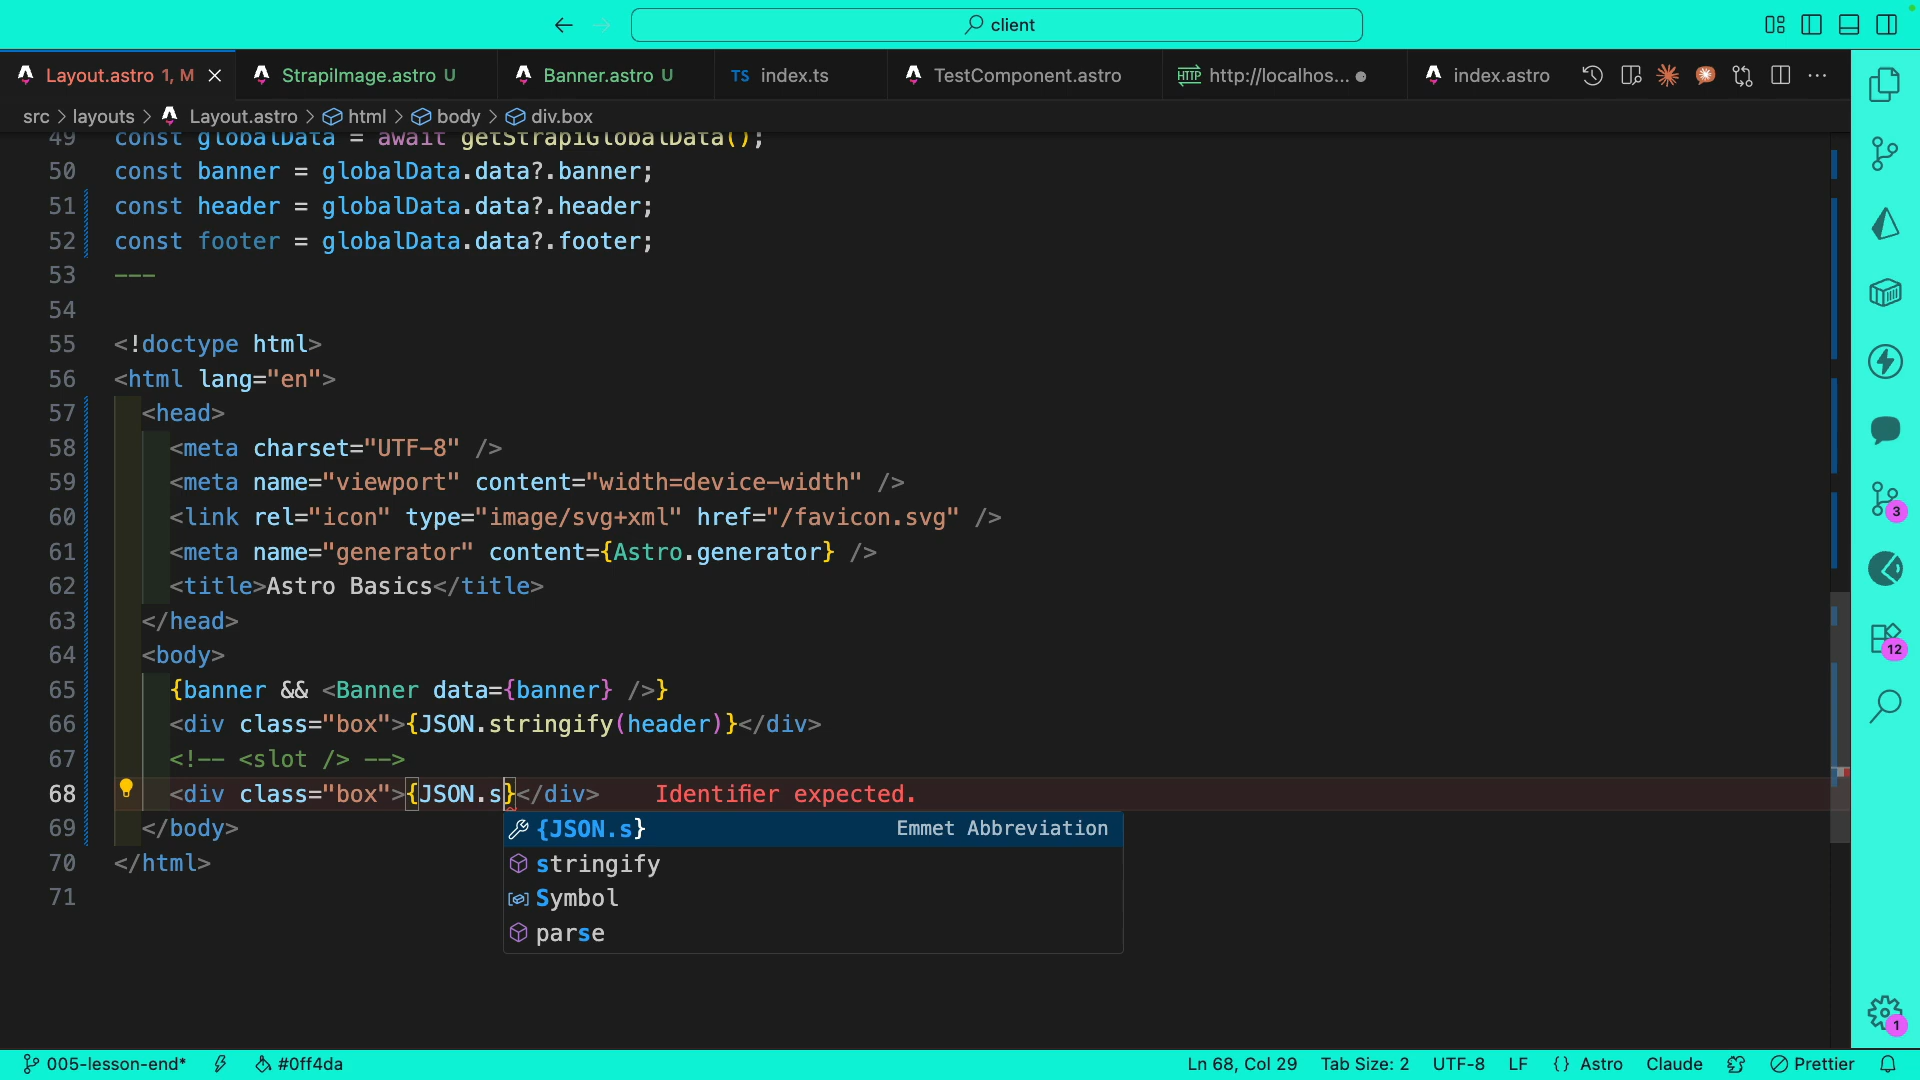 client
Layout.astro 1, M
StrapiImage.astro U
Banner.astro U
TS index.ts
TestComponent.astro
HTTP http://localhos...
index.astro
src > layouts > Layout.astro > html > body > div.box
49 const globalData = await getStrapiGlobalData();
50 const banner = globalData.data?.banner;
51 const header = globalData.data?.header;
52 const footer = globalData.data?.footer;
53 ---
54
55 <!doctype html>
56 <html lang="en">
57 <head>
58 <meta charset="UTF-8" />
59 <meta name="viewport" content="width=device-width" />
60 <link rel="icon" type="image/svg+xml" href="/favicon.svg" />
61 <meta name="generator" content={Astro.generator} />
62 <title>Astro Basics</title>
63 </head>
64 <body>
65 {banner && <Banner data={banner} />}
66 <div class="box">{JSON.stringify(header)}</div>
67 <!-- <slot /> -->
68 <div class="box">{JSON.s}</div> Identifier expected.
69 </body>
{JSON.s} Emmet Abbreviation
70 </html>
stringify
71
Symbol
parse
3
12
1
005-lesson-end*
#0ff4da
Ln 68, Col 29
Tab Size: 2
UTF-8
LF
{} Astro
Claude
Prettier